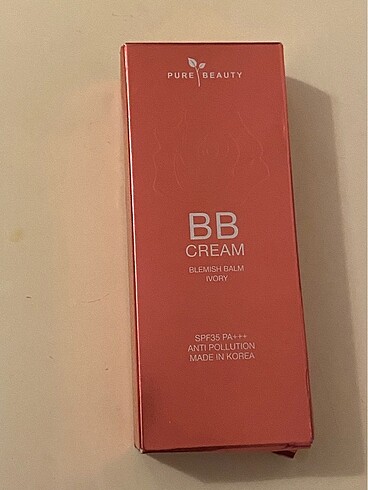 PURE BEAUTY
BB
CREAM
BLEMISH BALM
IVORY
SPF35 PA+++
ANTI POLLUTION
MADE IN KOREA